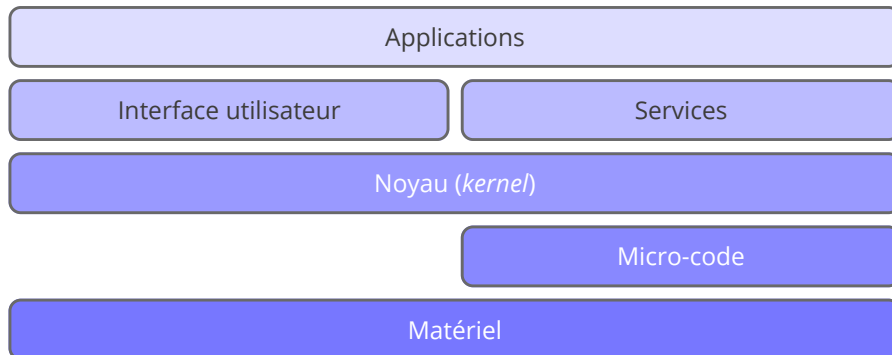 Applications
Interface utilisateur
Services
Noyau (kernel)
Micro-code
Matériel